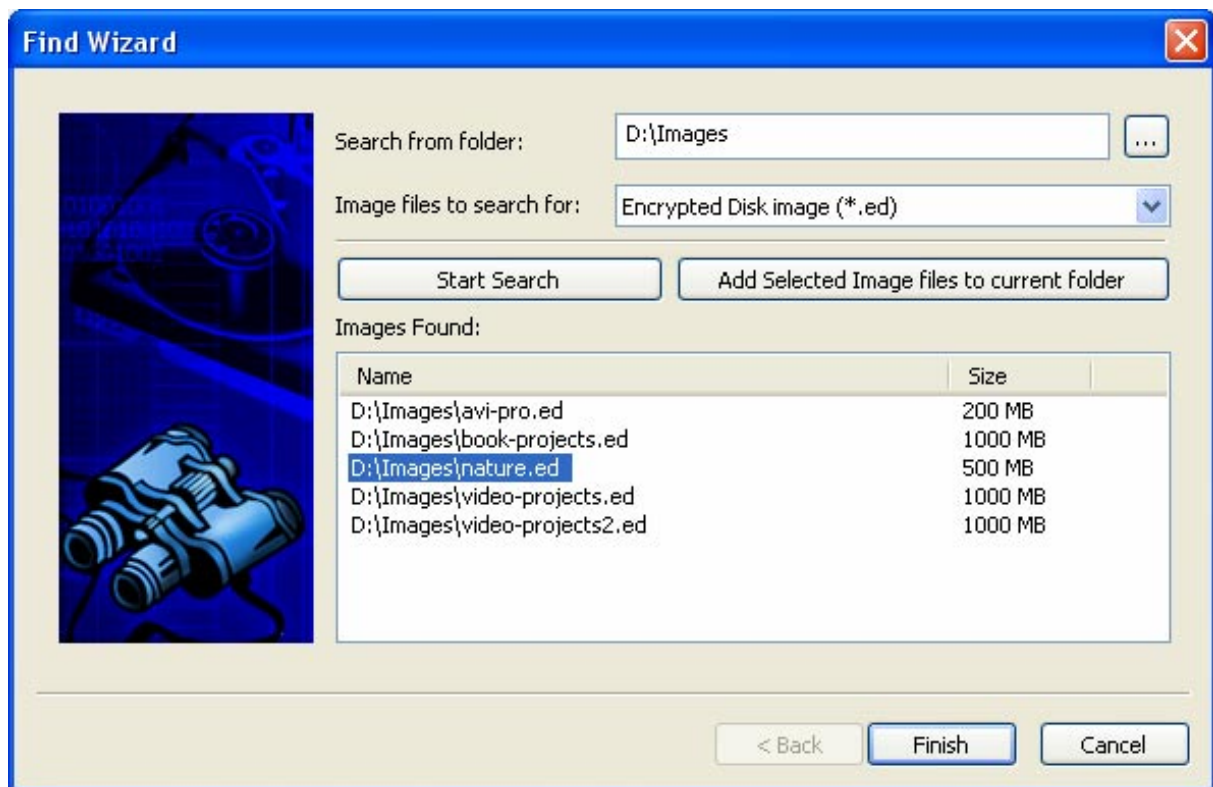 Find Wizard
Search from folder: D:\Images ...
Image files to search for: Encrypted Disk image (*.ed)
Start Search Add Selected Image files to current folder
Images Found:
Name Size
D:\Images\avi-pro.ed 200 MB
D:\Images\book-projects.ed 1000 MB
D:\Images\nature.ed 500 MB
D:\Images\video-projects.ed 1000 MB
D:\Images\video-projects2.ed 1000 MB
< Back Finish Cancel